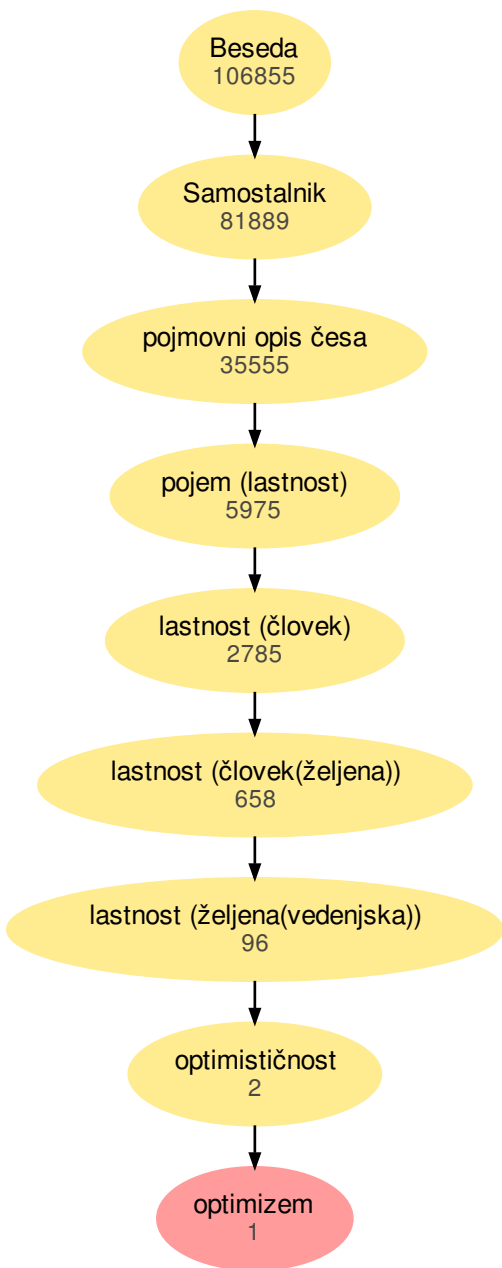 Beseda
106855
Samostalnik
81889
pojmovni opis česa
35555
pojem (lastnost)
5975
lastnost (človek)
2785
lastnost (človek(željena))
658
lastnost (željena(vedenjska))
96
optimističnost
2
optimizem
1